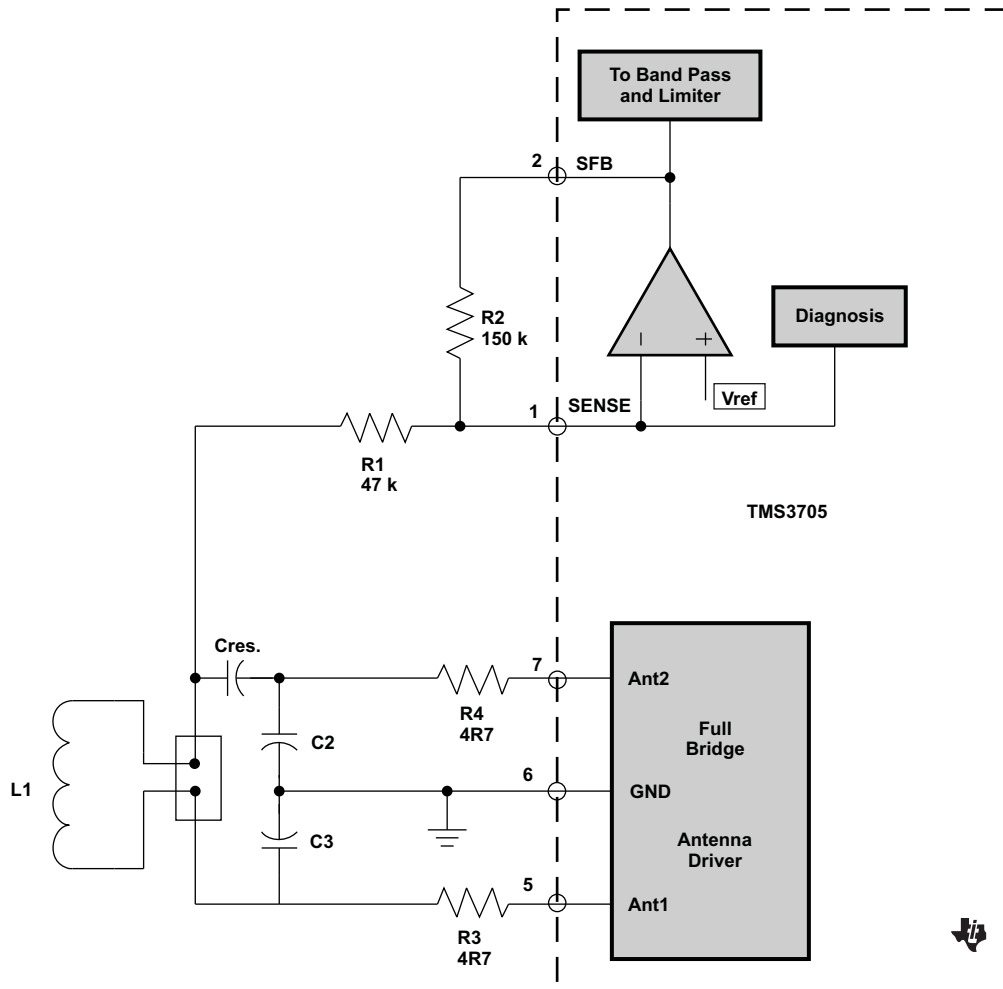 To Band Pass
and Limiter
2
SFB
R2
150 k
Diagnosis
Vref
1
SENSE
R1
47 k
TMS3705
Cres.
7
Ant2
R4
4R7
C2
Full
Bridge
L1
6
GND
C3
Antenna
Driver
5
Ant1
R3
4R7